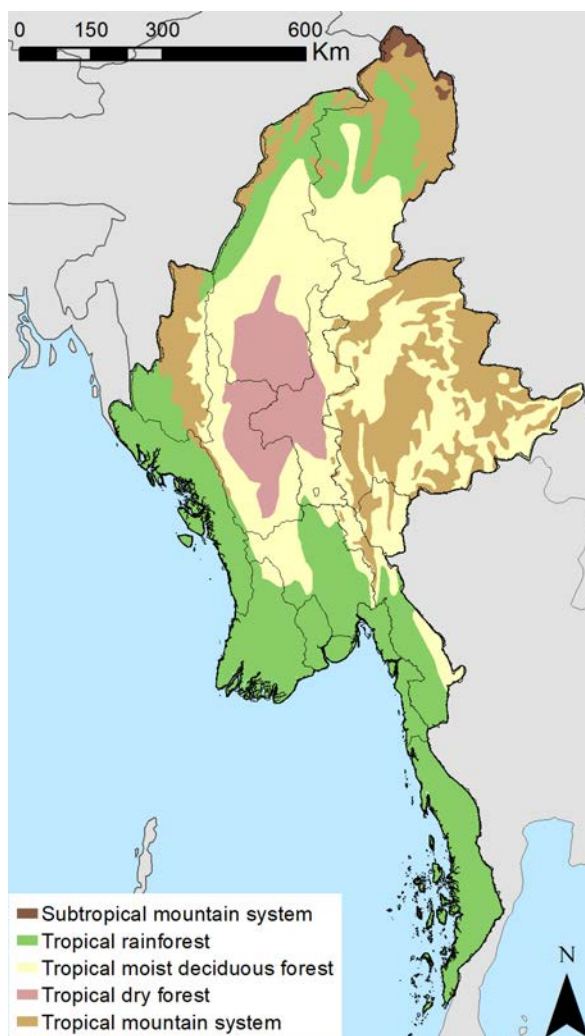 0 150 300 600
Km
Subtropical mountain system
Tropical rainforest
Tropical moist deciduous forest
Tropical dry forest
Tropical mountain system
N